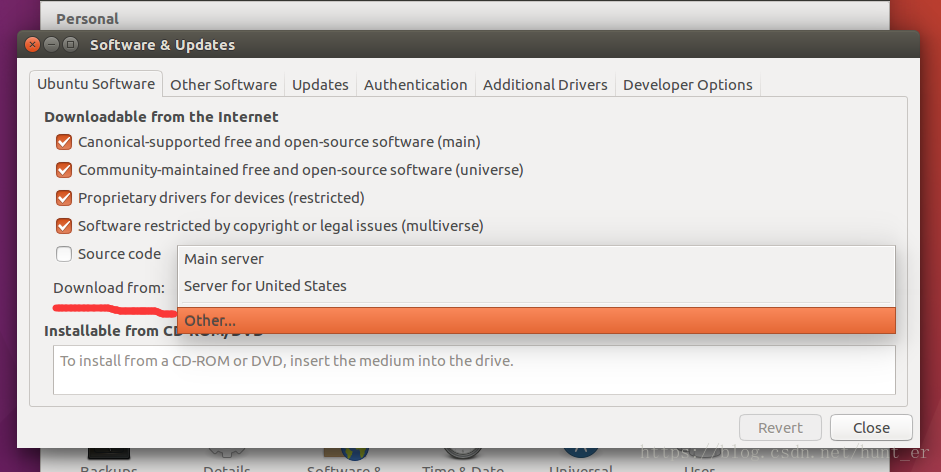 Personal
Software & Updates
Ubuntu Software Other Software Updates Authentication Additional Drivers Developer Options
Downloadable from the Internet
Canonical-supported free and open-source software (main)
Community-maintained free and open-source software (universe)
Proprietary drivers for devices (restricted)
Software restricted by copyright or legal issues (multiverse)
Source code
Main server
Download from:
Server for United States
Other...
Installable from CD-ROM/DVD
To install from a CD-ROM or DVD, insert the medium into the drive.
Revert Close
https://blog.csdn.net/hunt_er
Backups Details Software & Time & Date Universal User